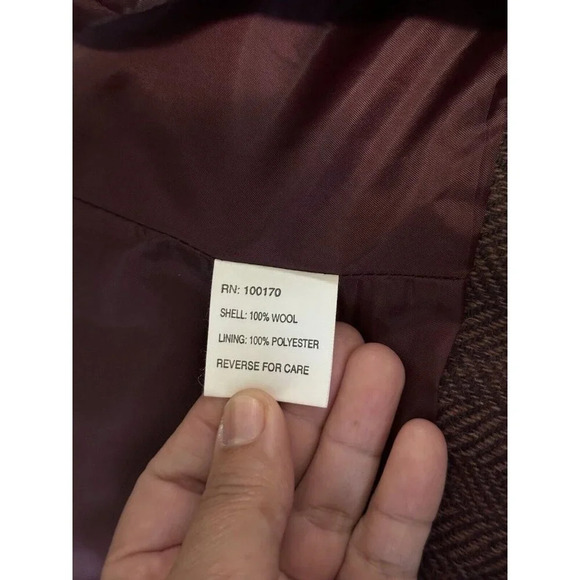 RN: 100170
SHELL: 100% WOOL
LINING: 100% POLYESTER
REVERSE FOR CARE